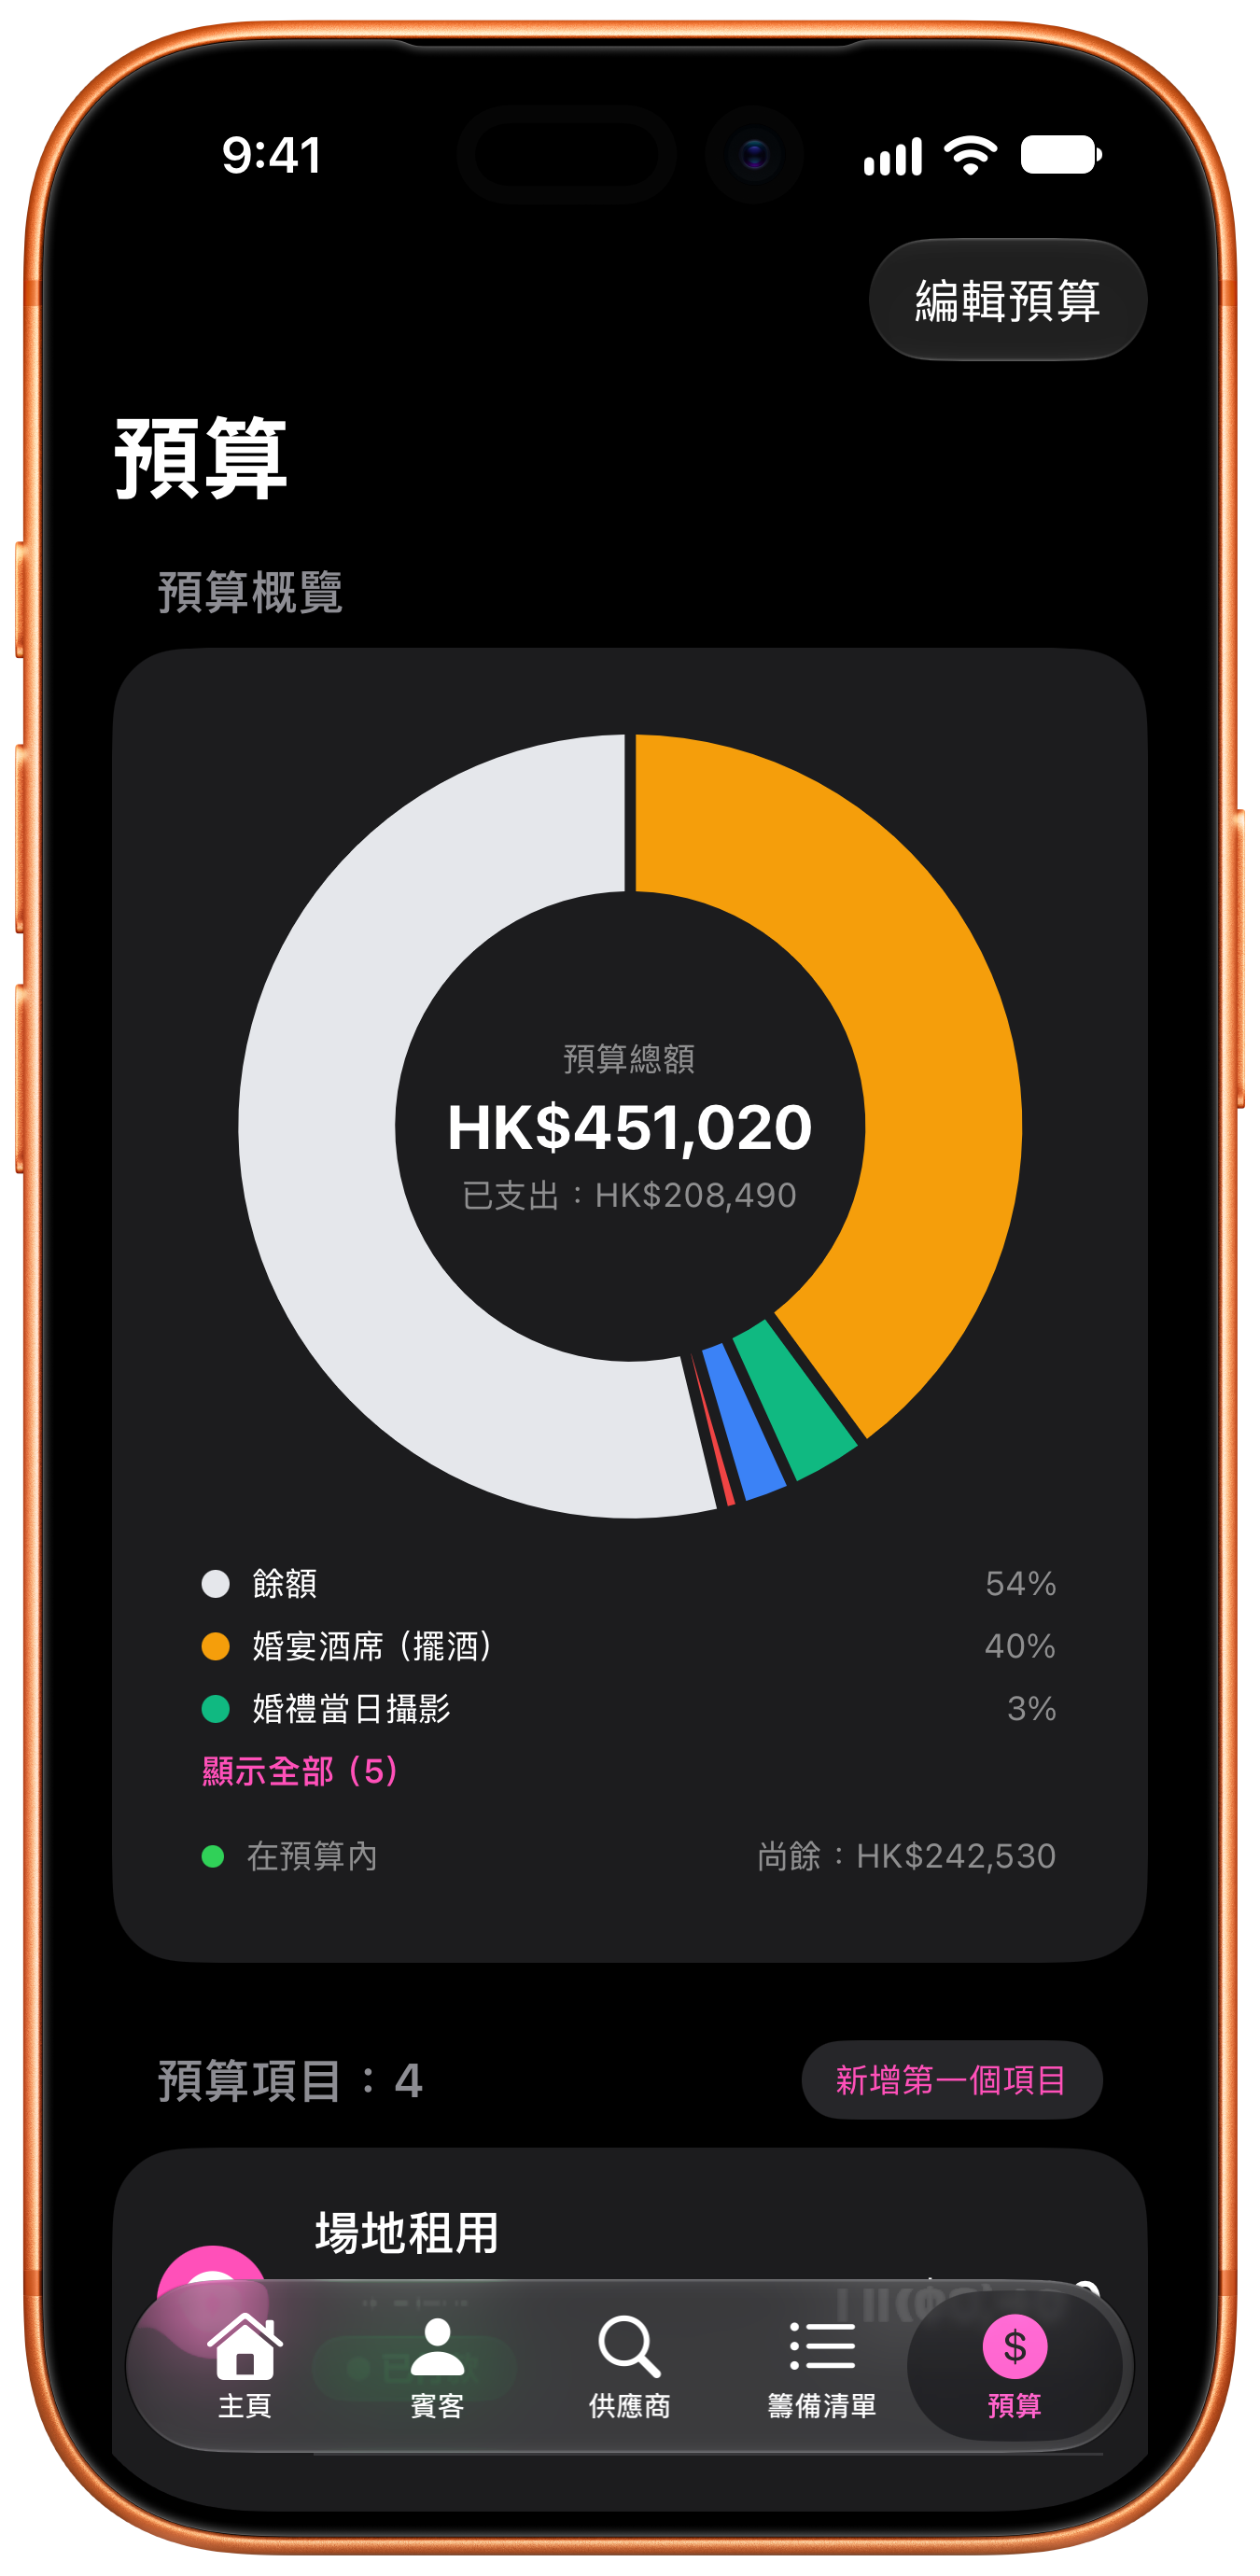 9:41
編輯預算
預算
預算概覽
預算總額
HK$451,020
已支出：HK$208,490
餘額 54%
婚宴酒席（擺酒） 40%
婚禮當日攝影 3%
顯示全部（5）
在預算內 尚餘：HK$242,530
預算項目：4 新增第一個項目
場地租用
主頁 賓客 供應商 籌備清單 預算